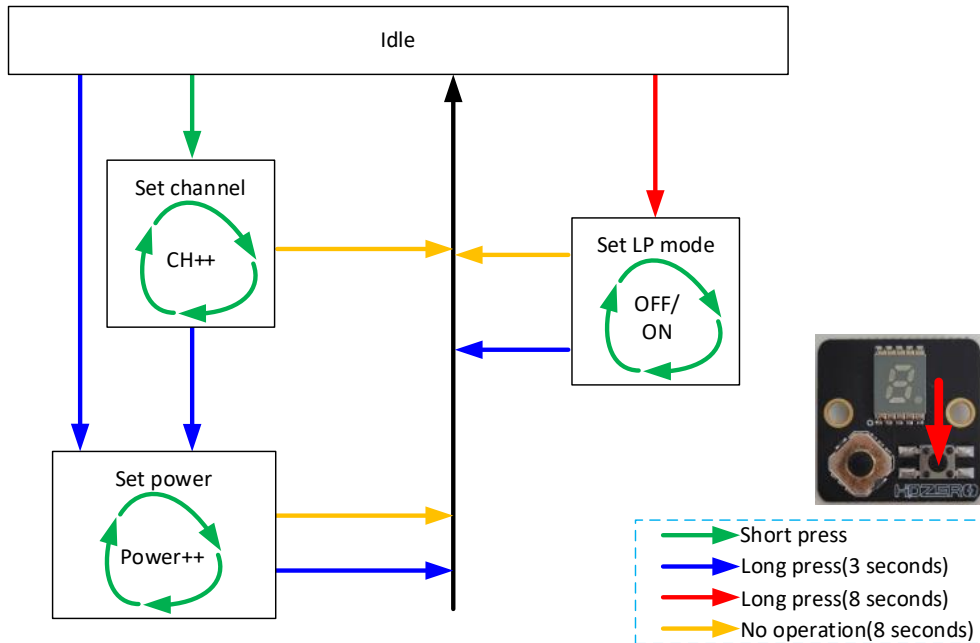 Idle
Set channel
CH++
Set LP mode
OFF/
ON
Set power
Power++
HDZERO
Short press
Long press(3 seconds)
Long press(8 seconds)
No operation(8 seconds)